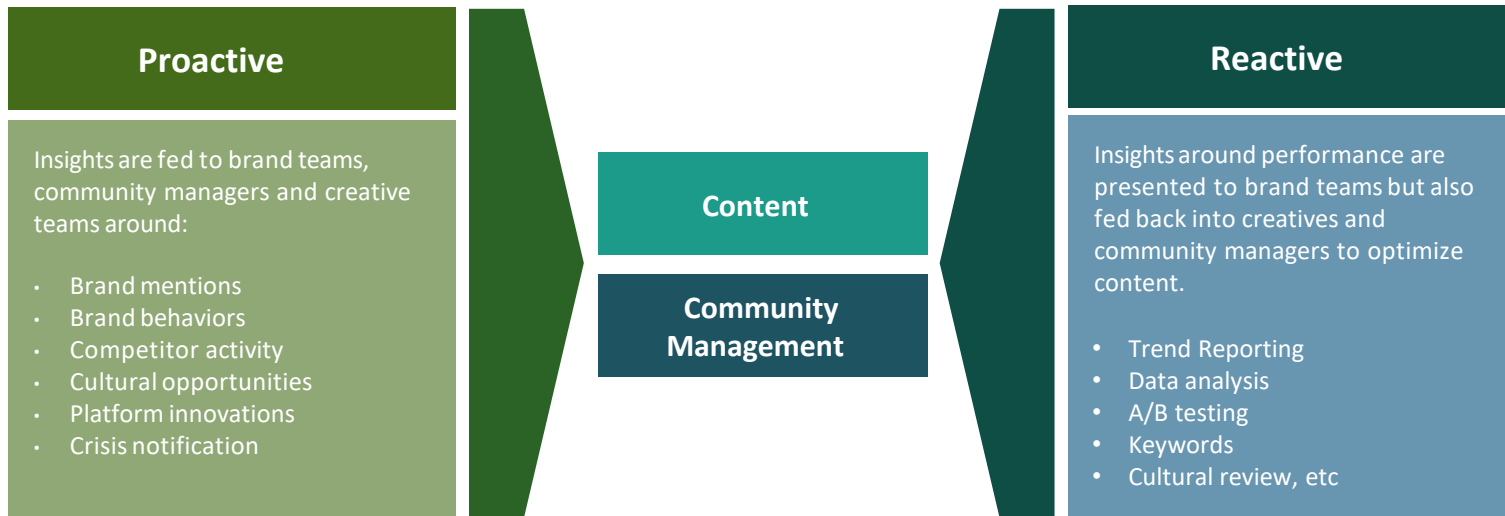 Proactive
Insights are fed to brand teams,
community managers and creative
teams around:
• Brand mentions
• Brand behaviors
• Competitor activity
• Cultural opportunities
• Platform innovations
• Crisis notification
Content
Community
Management
Reactive
Insights around performance are
presented to brand teams but also
fed back into creatives and
community managers to optimize
content.
• Trend Reporting
• Data analysis
• A/B testing
• Keywords
• Cultural review, etc